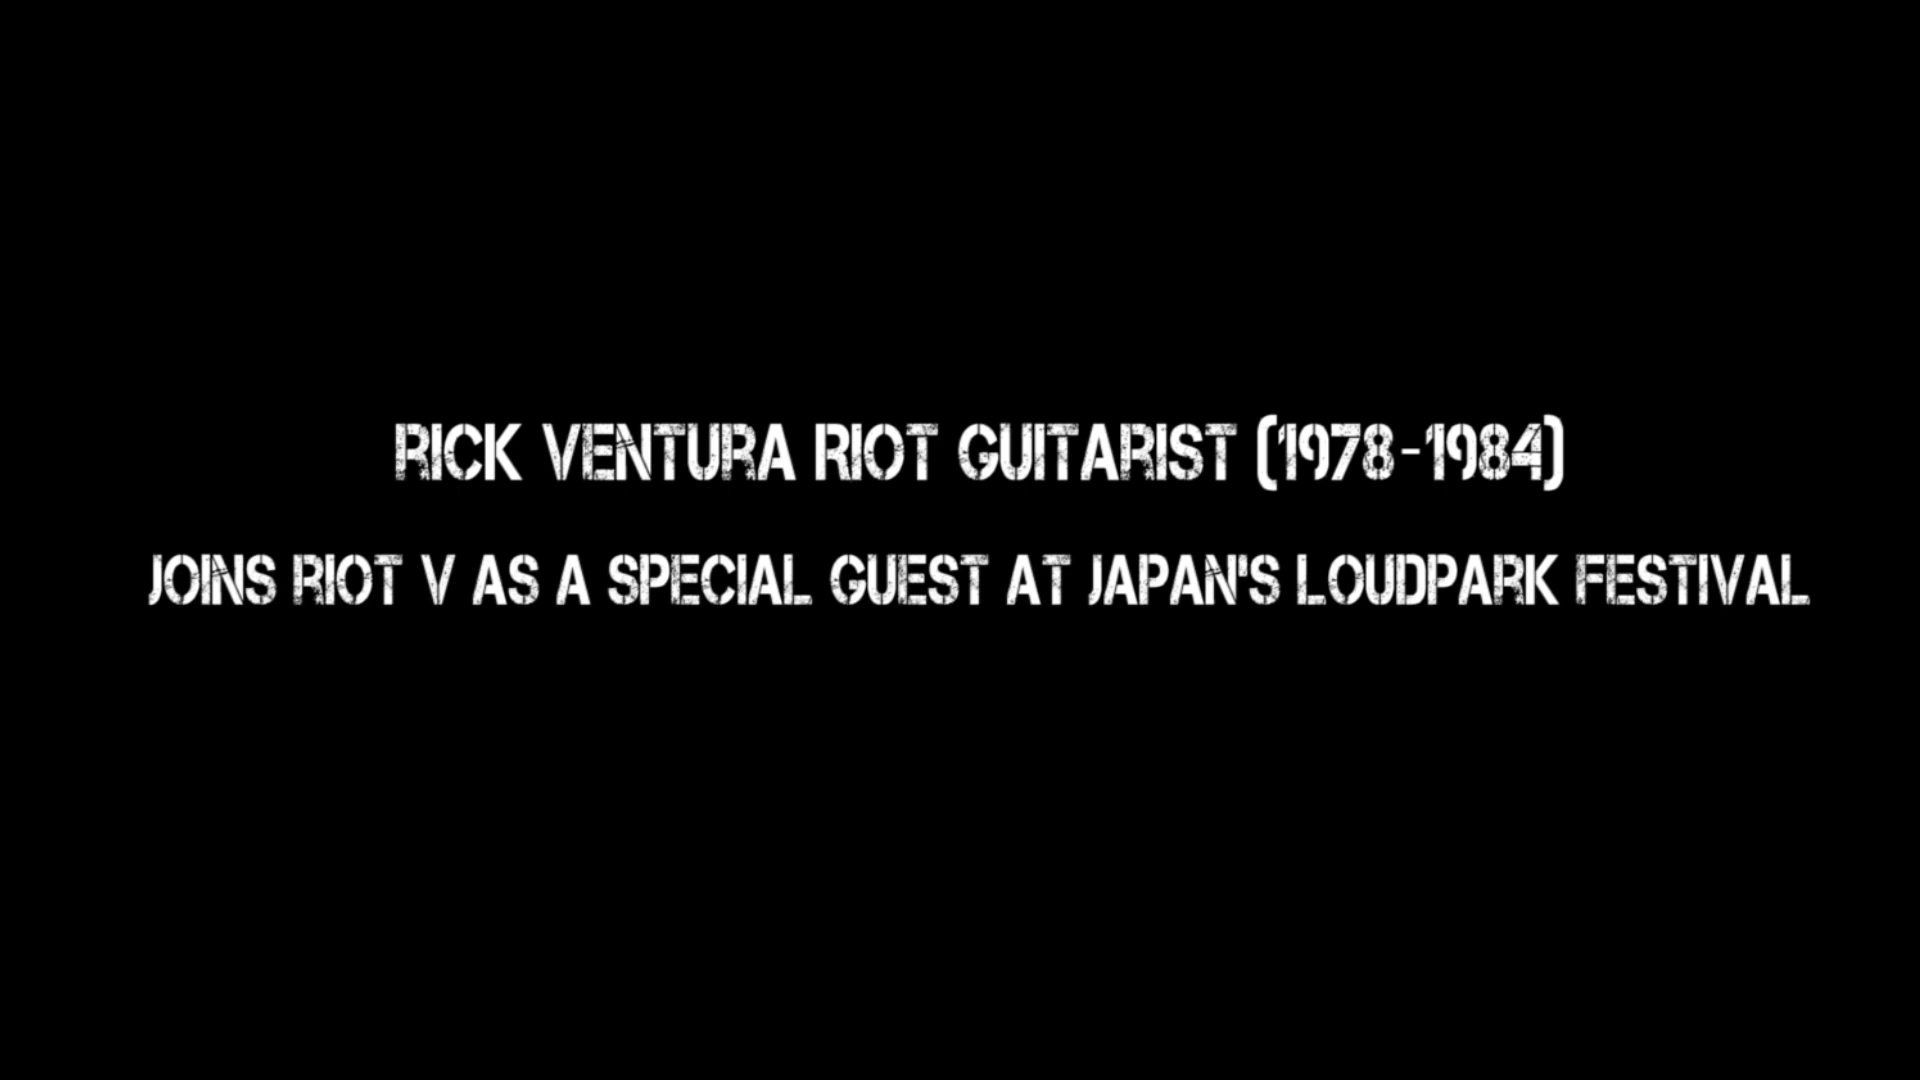 RICK VENTURA RIOT GUITARIST (1978-1984)
JOINS RIOT V AS A SPECIAL GUEST AT JAPAN'S LOUDPARK FESTIVAL